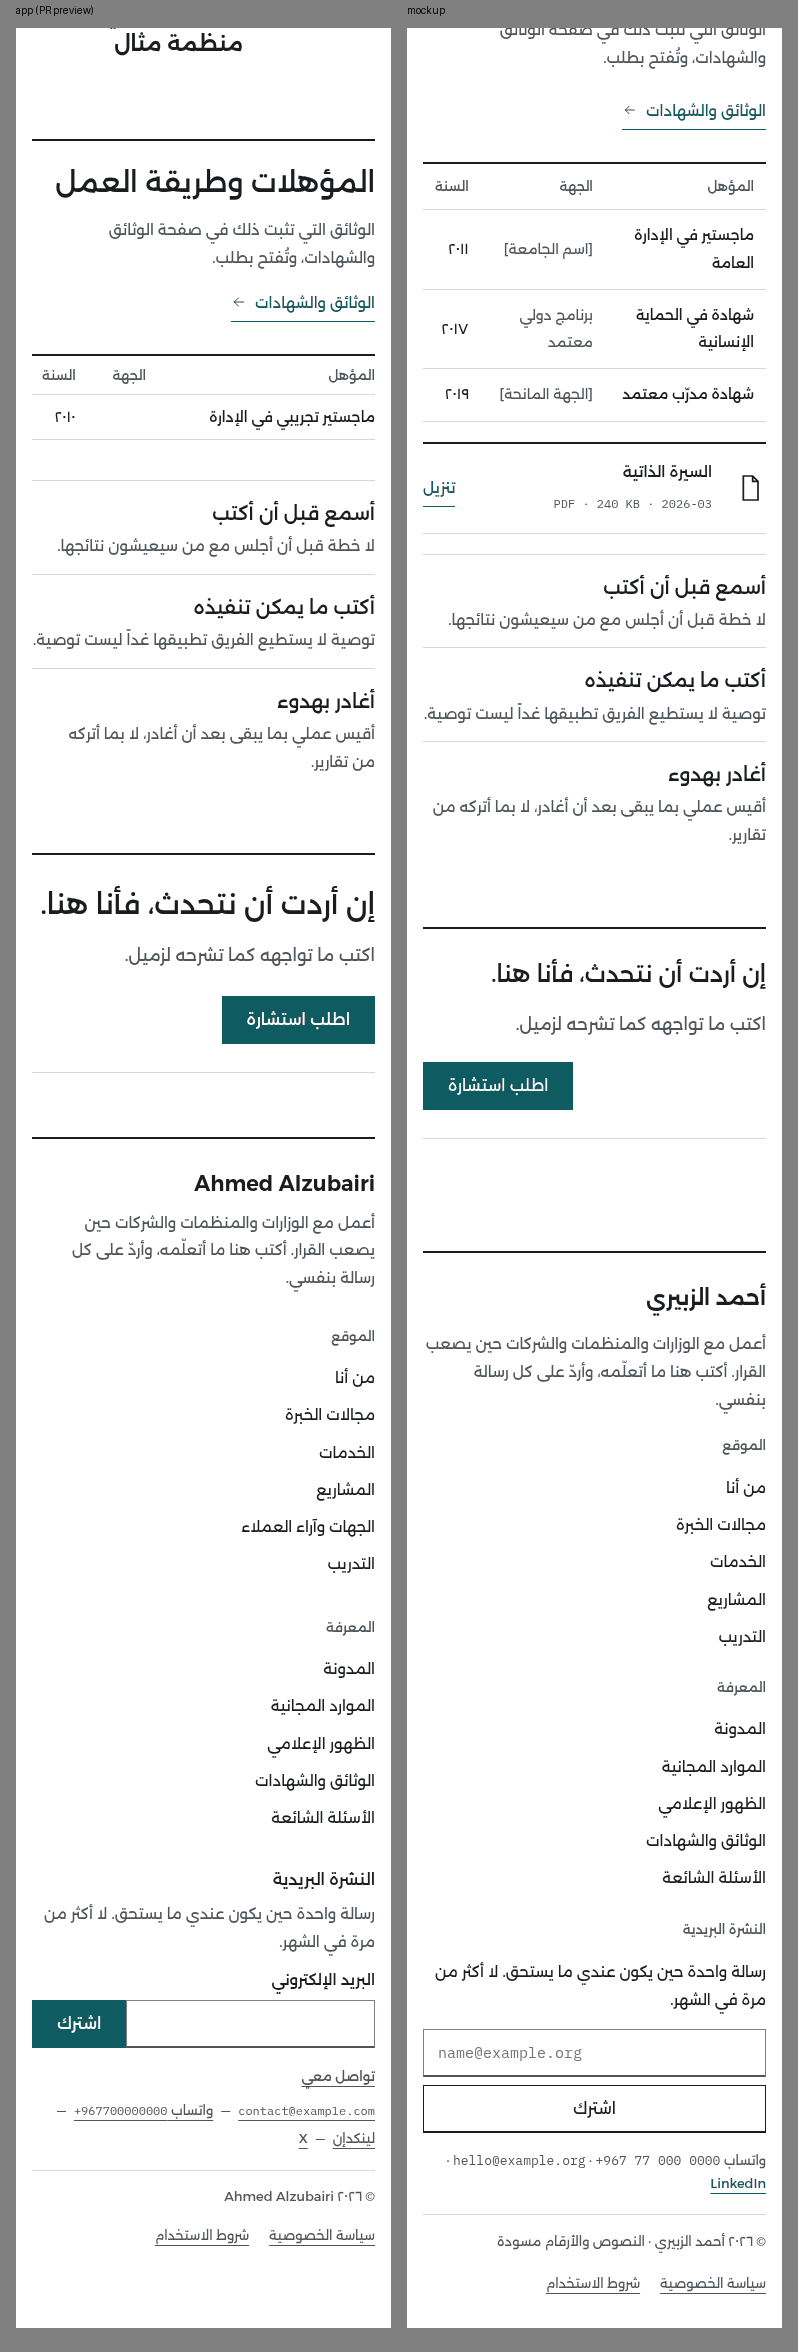 app (PR preview)
منظمة مثال
المؤهلات وطريقة العمل
الوثائق التي تثبت ذلك في صفحة الوثائق
والشهادات، وتُفتح بطلب.
الوثائق والشهادات ←
المؤهل الجهة السنة
ماجستير تجريبي في الإدارة ٢٠١٠
أسمع قبل أن أكتب
لا خطة قبل أن أجلس مع من سيعيشون نتائجها.
أكتب ما يمكن تنفيذه
توصية لا يستطيع الفريق تطبيقها غداً ليست توصية.
أغادر بهدوء
أقيس عملي بما يبقى بعد أن أغادر، لا بما أتركه
من تقارير.
إن أردت أن نتحدث، فأنا هنا.
اكتب ما تواجهه كما تشرحه لزميل.
اطلب استشارة
Ahmed Alzubairi
أعمل مع الوزارات والمنظمات والشركات حين
يصعب القرار. أكتب هنا ما أتعلّمه، وأردّ على كل
رسالة بنفسي.
الموقع
من أنا
مجالات الخبرة
الخدمات
المشاريع
الجهات وآراء العملاء
التدريب
المعرفة
المدونة
الموارد المجانية
الظهور الإعلامي
الوثائق والشهادات
الأسئلة الشائعة
النشرة البريدية
رسالة واحدة حين يكون عندي ما يستحق. لا أكثر من
مرة في الشهر.
البريد الإلكتروني
اشترك
تواصل معي
contact@example.com — واتساب +967700000000 —
لينكدإن — X
© ٢٠٢٦ Ahmed Alzubairi
سياسة الخصوصية شروط الاستخدام
mockup
الوثائق التي تثبت ذلك في صفحة الوثائق
والشهادات، وتُفتح بطلب.
الوثائق والشهادات ←
المؤهل الجهة السنة
ماجستير في الإدارة
العامة [اسم الجامعة] ٢٠١١
شهادة في الحماية
الإنسانية برنامج دولي
معتمد ٢٠١٧
شهادة مدرّب معتمد [الجهة المانحة] ٢٠١٩
السيرة الذاتية
PDF · 240 KB · 2026-03
تنزيل
أسمع قبل أن أكتب
لا خطة قبل أن أجلس مع من سيعيشون نتائجها.
أكتب ما يمكن تنفيذه
توصية لا يستطيع الفريق تطبيقها غداً ليست توصية.
أغادر بهدوء
أقيس عملي بما يبقى بعد أن أغادر، لا بما أتركه من
تقارير.
إن أردت أن نتحدث، فأنا هنا.
اكتب ما تواجهه كما تشرحه لزميل.
اطلب استشارة
أحمد الزبيري
أعمل مع الوزارات والمنظمات والشركات حين يصعب
القرار. أكتب هنا ما أتعلّمه، وأردّ على كل رسالة
بنفسي.
الموقع
من أنا
مجالات الخبرة
الخدمات
المشاريع
التدريب
المعرفة
المدونة
الموارد المجانية
الظهور الإعلامي
الوثائق والشهادات
الأسئلة الشائعة
النشرة البريدية
رسالة واحدة حين يكون عندي ما يستحق. لا أكثر من
مرة في الشهر.
name@example.org
اشترك
واتساب +967 77 000 0000 · hello@example.org ·
LinkedIn
© ٢٠٢٦ أحمد الزبيري · النصوص والأرقام مسودة
سياسة الخصوصية شروط الاستخدام